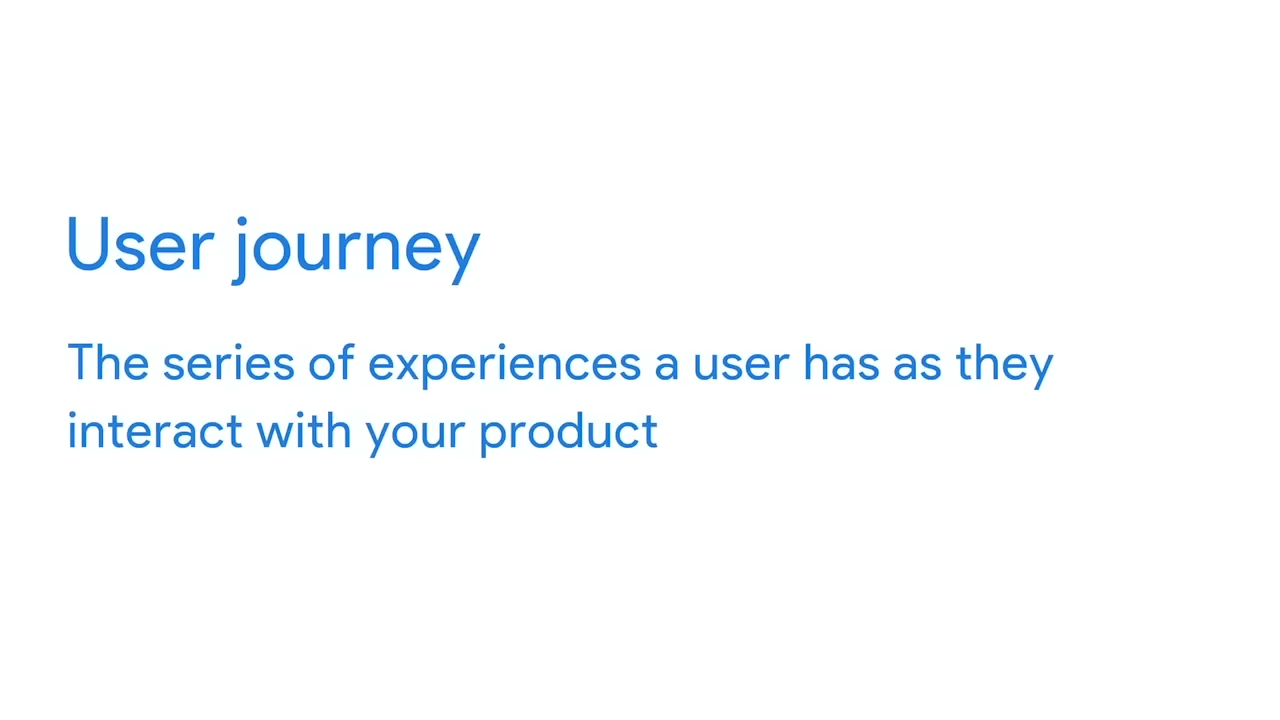 User journey
The series of experiences a user has as they
interact with your product